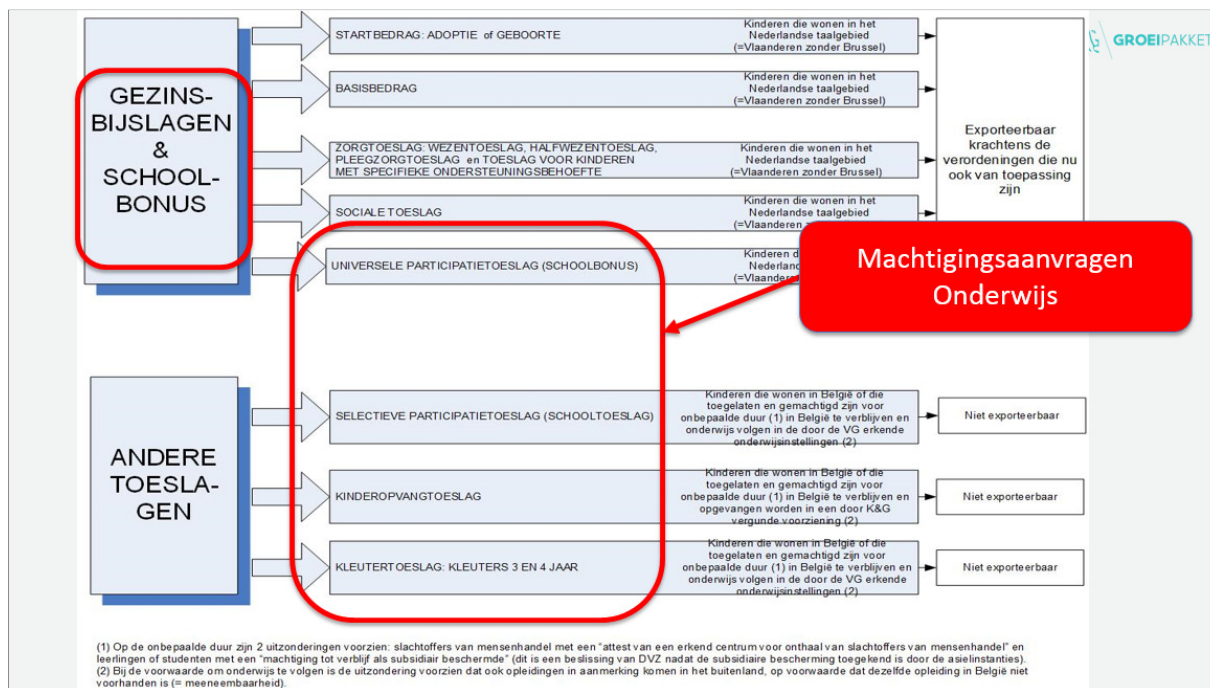 GROEIPAKKET
GEZINS-
BIJSLAGEN
&
SCHOOL-
BONUS
STARTBEDRAG: ADOPTIE of GEBOORTE
Kinderen die wonen in het
Nederlandse taalgebied
(=Vlaanderen zonder Brussel)
BASISBEDRAG
Kinderen die wonen in het
Nederlandse taalgebied
(=Vlaanderen zonder Brussel)
ZORGTOESLAG: WEZENTOESLAG, HALFWEZENTOESLAG,
PLEEGZORGTOESLAG en TOESLAG VOOR KINDEREN
MET SPECIFIEKE ONDERSTEUNINGSBEHOEFTE
Kinderen die wonen in het
Nederlandse taalgebied
(=Vlaanderen zonder Brussel)
SOCIALE TOESLAG
Kinderen die wonen in het
Nederlandse taalgebied
(=Vlaanderen zonder Brussel)
UNIVERSELE PARTICIPATIETOESLAG (SCHOOLBONUS)
Kinderen
(=Vlaanderen
Exporteerbaar
krachtens de
verordeningen die nu
ook van toepassing
zijn
Machtigingsaanvragen
Onderwijs
ANDERE
TOESLA-
GEN
SELECTIEVE PARTICIPATIETOESLAG (SCHOOLTOESLAG)
Kinderen die wonen in België of die
toegelaten en gemachtigd zijn voor
onbepaalde duur (1) in België te verblijven en
onderwijs volgen in de door de VG erkende
onderwijsinstellingen (2)
Niet exporteerbaar
KINDEROPVANGTOESLAG
Kinderen die wonen in België of die
toegelaten en gemachtigd zijn voor
onbepaalde duur (1) in België te verblijven en
opgevangen worden in een door K&G
vergunde voorziening (2)
Niet exporteerbaar
KLEUTERTOESLAG: KLEUTERS 3 EN 4 JAAR
Kinderen die wonen in België of die
toegelaten en gemachtigd zijn voor
onbepaalde duur (1) in België te verblijven en
onderwijs volgen in de door de VG erkende
onderwijsinstellingen (2)
Niet exporteerbaar
(1) Op de onbepaalde duur zijn 2 uitzonderingen voorzien: slachtoffers van mensenhandel met een “attest van een erkend centrum voor onthaal van slachtoffers van mensenhandel” en
leerlingen of studenten met een “machtiging tot verblijf als subsidiair beschermde” (dit is een beslissing van DVZ nadat de subsidiaire bescherming toegekend is door de asielinstanties).
(2) Bij de voorwaarde om onderwijs te volgen is de uitzondering voorzien dat ook opleidingen in aanmerking komen in het buitenland, op voorwaarde dat dezelfde opleiding in België niet
voorhanden is (= meeneembaarheid).